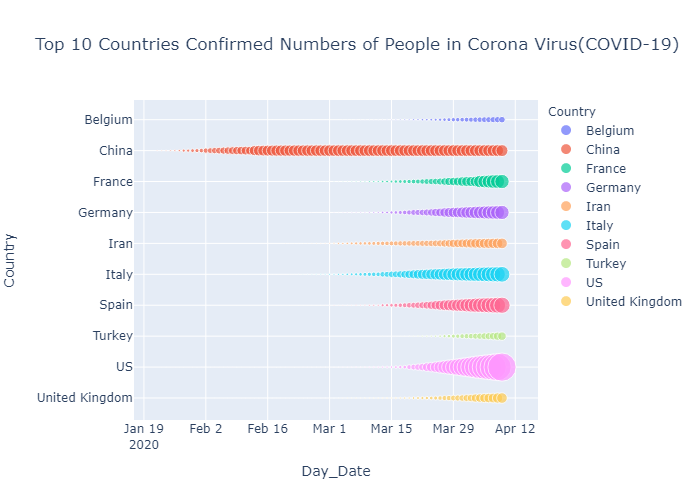 Top 10 Countries Confirmed Numbers of People in Corona Virus(COVID-19)
Country
Belgium
China
France
Germany
Iran
Italy
Spain
Turkey
US
United Kingdom
Jan 19
2020
Feb 2
Feb 16
Mar 1
Mar 15
Mar 29
Apr 12
Day_Date
Country
Belgium
China
France
Germany
Iran
Italy
Spain
Turkey
US
United Kingdom